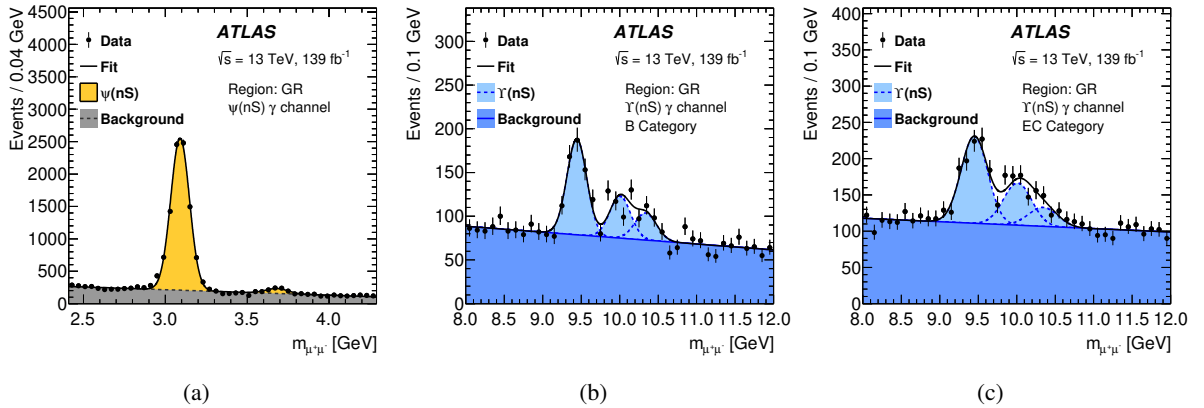 Events / 0.04 GeV
4500
4000
3500
3000
2500
2000
1500
1000
500
0
ATLAS
√s = 13 TeV, 139 fb⁻¹
Data
Fit
ψ(nS)
Background
Region: GR
ψ(nS) γ channel
2.5 3.0 3.5 4.0
m_μ⁺μ⁻ [GeV]
(a)
Events / 0.1 GeV
300
250
200
150
100
50
0
ATLAS
√s = 13 TeV, 139 fb⁻¹
Data
Fit
ϒ(nS)
Background
Region: GR
ϒ(nS) γ channel
B Category
8.0 8.5 9.0 9.5 10.0 10.5 11.0 11.5 12.0
m_μ⁺μ⁻ [GeV]
(b)
Events / 0.1 GeV
400
350
300
250
200
150
100
50
0
ATLAS
√s = 13 TeV, 139 fb⁻¹
Data
Fit
ϒ(nS)
Background
Region: GR
ϒ(nS) γ channel
EC Category
8.0 8.5 9.0 9.5 10.0 10.5 11.0 11.5 12.0
m_μ⁺μ⁻ [GeV]
(c)